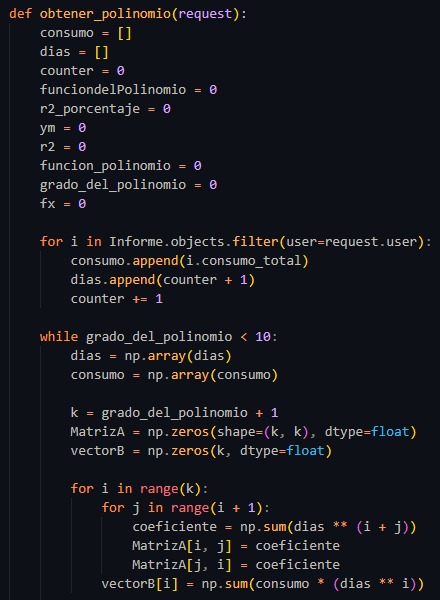 def obtener_polinomio(request):
    consumo = []
    dias = []
    counter = 0
    funciondelPolinomio = 0
    r2_porcentaje = 0
    ym = 0
    r2 = 0
    funcion_polinomio = 0
    grado_del_polinomio = 0
    fx = 0

    for i in Informe.objects.filter(user=request.user):
        consumo.append(i.consumo_total)
        dias.append(counter + 1)
        counter += 1

    while grado_del_polinomio < 10:
        dias = np.array(dias)
        consumo = np.array(consumo)

        k = grado_del_polinomio + 1
        MatrizA = np.zeros(shape=(k, k), dtype=float)
        vectorB = np.zeros(k, dtype=float)

        for i in range(k):
            for j in range(i + 1):
                coeficiente = np.sum(dias ** (i + j))
                MatrizA[i, j] = coeficiente
                MatrizA[j, i] = coeficiente
            vectorB[i] = np.sum(consumo * (dias ** i))